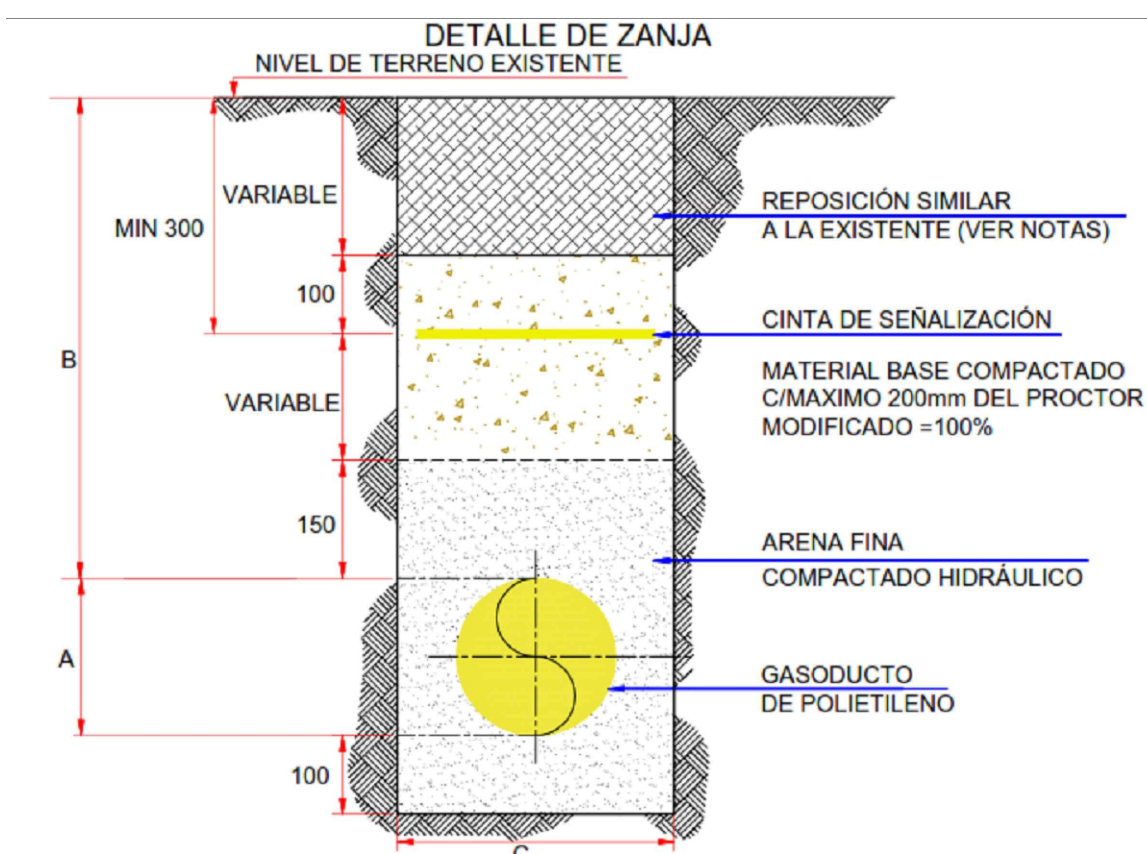 DETALLE DE ZANJA
NIVEL DE TERRENO EXISTENTE
VARIABLE
MIN 300
REPOSICIÓN SIMILAR
A LA EXISTENTE (VER NOTAS)
100
CINTA DE SEÑALIZACIÓN
B
MATERIAL BASE COMPACTADO
C/MAXIMO 200mm DEL PROCTOR
MODIFICADO =100%
VARIABLE
150
ARENA FINA
COMPACTADO HIDRÁULICO
A
GASODUCTO
DE POLIETILENO
100